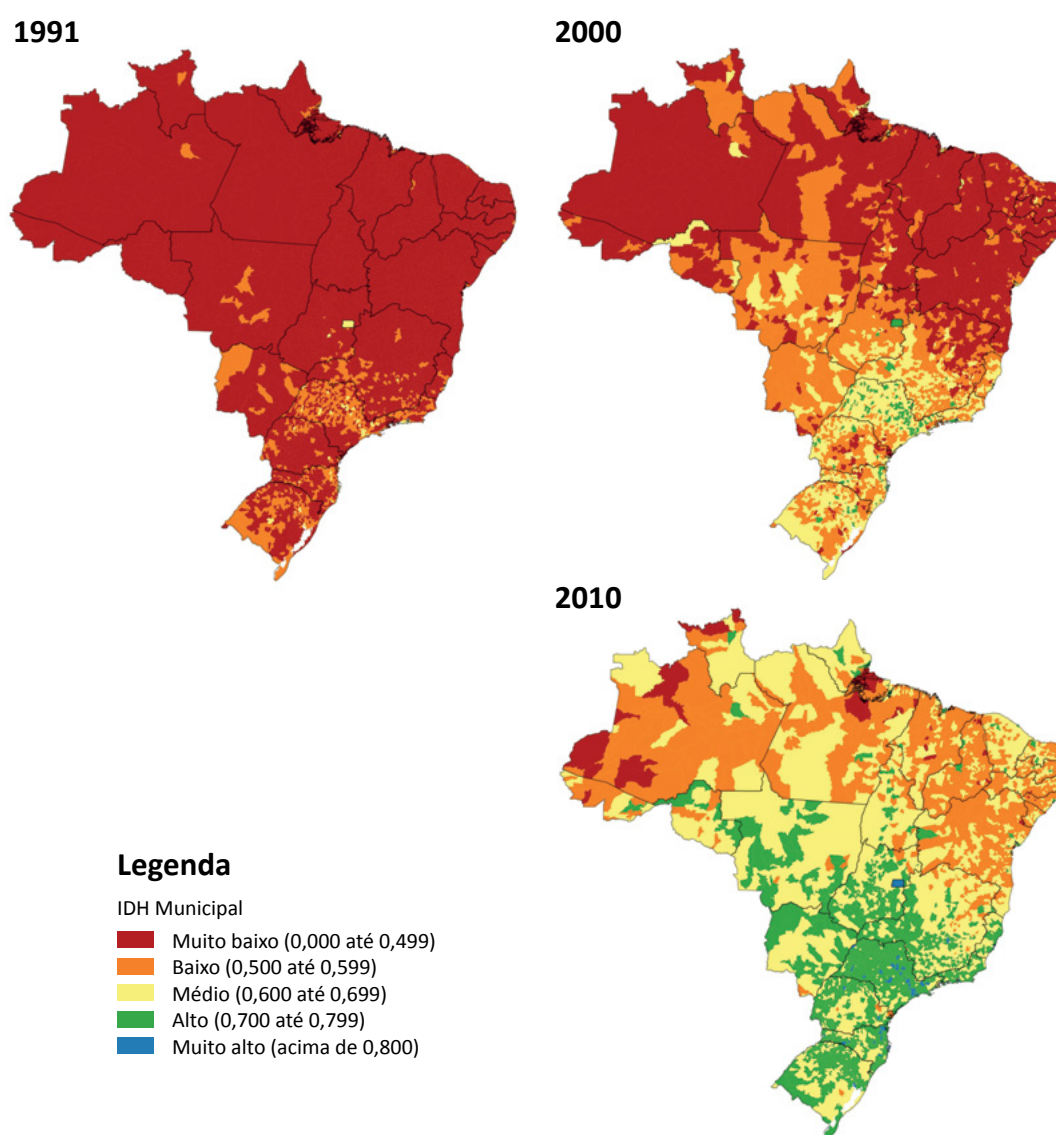 1991
2000
2010
Legenda
IDH Municipal
Muito baixo (0,000 até 0,499)
Baixo (0,500 até 0,599)
Médio (0,600 até 0,699)
Alto (0,700 até 0,799)
Muito alto (acima de 0,800)